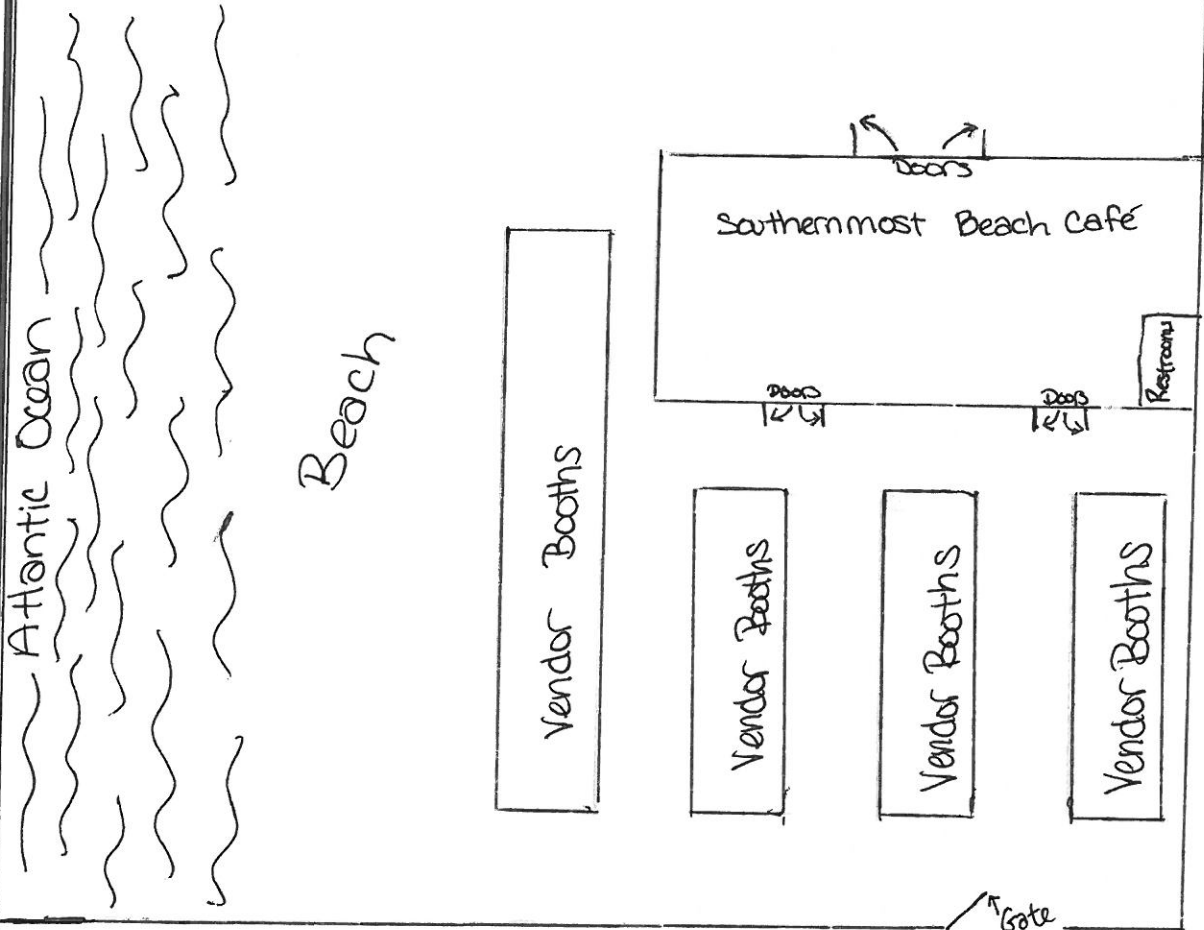 Atlantic Ocean
Beach
Doors
Southernmost Beach Café
Restrooms
Doors
Doors
Vendor Booths
Vendor Booths
Vendor Booths
Vendor Booths
Gate